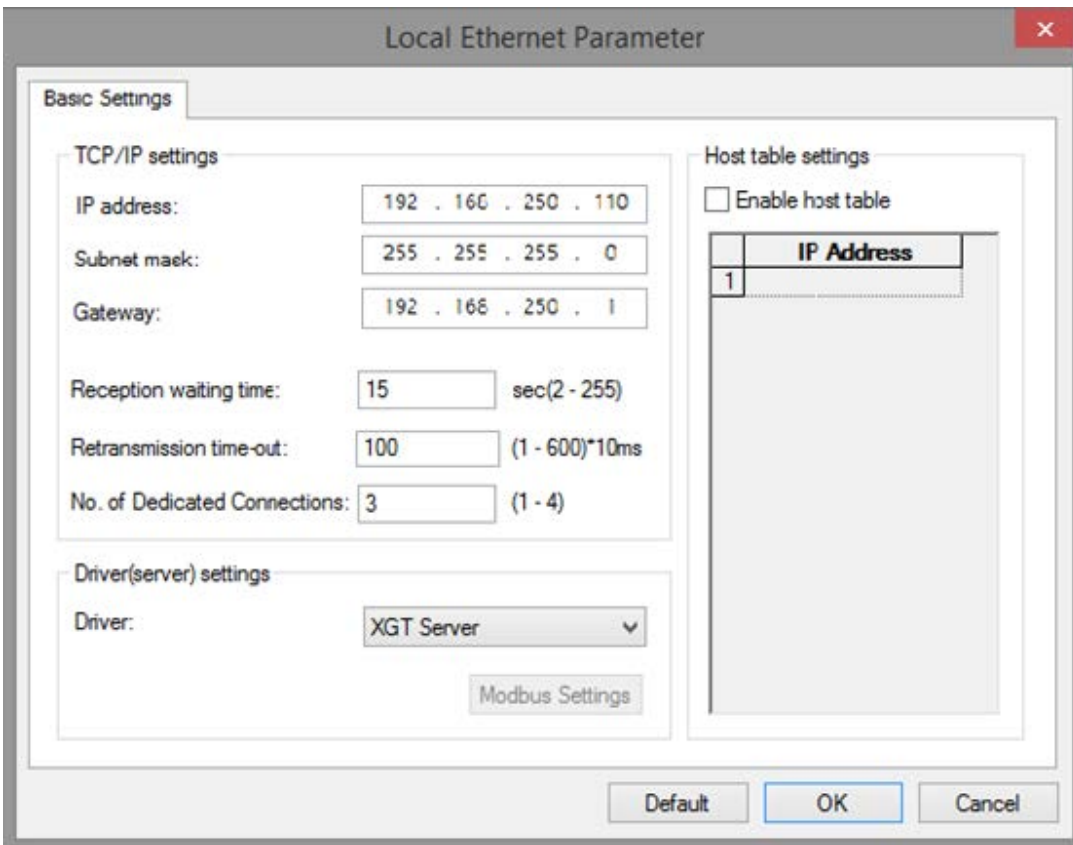 Local Ethernet Parameter
Basic Settings
TCP/IP settings
IP address: 192 . 168 . 250 . 110
Subnet mask: 255 . 255 . 255 . 0
Gateway: 192 . 168 . 250 . 1
Reception waiting time: 15 sec(2 - 255)
Retransmission time-out: 100 (1 - 600)*10ms
No. of Dedicated Connections: 3 (1 - 4)
Driver(server) settings
Driver: XGT Server
Modbus Settings
Host table settings
Enable host table
IP Address
1
Default OK Cancel